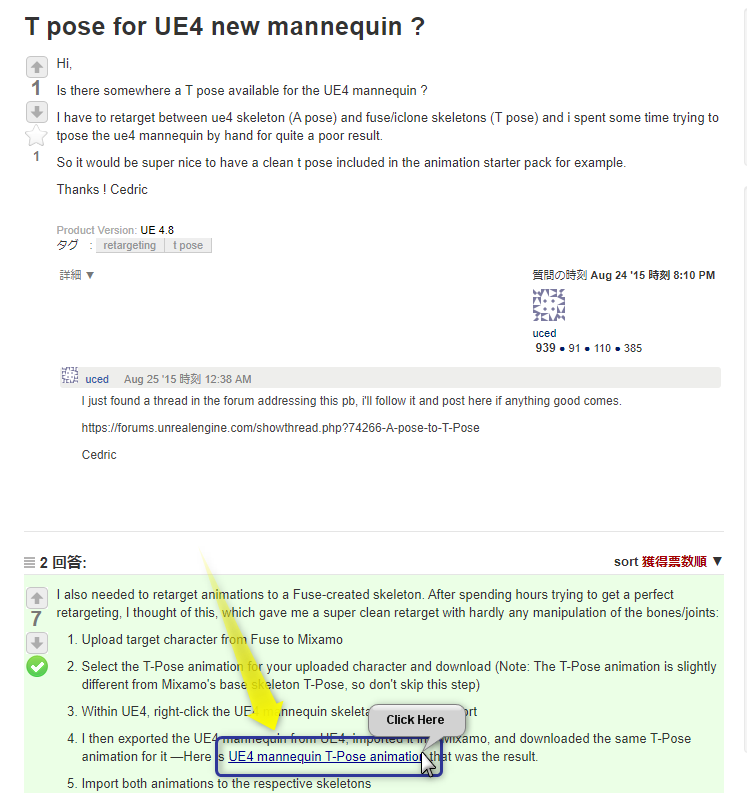 T pose for UE4 new mannequin ?
Hi,
1
Is there somewhere a T pose available for the UE4 mannequin ?
I have to retarget between ue4 skeleton (A pose) and fuse/iclone skeletons (T pose) and i spent some time trying to
tpose the ue4 mannequin by hand for quite a poor result.
1
So it would be super nice to have a clean t pose included in the animation starter pack for example.
Thanks ! Cedric
Product Version: UE 4.8
タグ : retargeting t pose
詳細 ▼
質問の時刻 Aug 24 '15 時刻 8:10 PM
uced
939 ● 91 ● 110 ● 385
uced Aug 25 '15 時刻 12:38 AM
I just found a thread in the forum addressing this pb, i'll follow it and post here if anything good comes.
https://forums.unrealengine.com/showthread.php?74266-A-pose-to-T-Pose
Cedric
2 回答:
sort 獲得票数順 ▼
I also needed to retarget animations to a Fuse-created skeleton. After spending hours trying to get a perfect
retargeting, I thought of this, which gave me a super clean retarget with hardly any manipulation of the bones/joints:
7
1. Upload target character from Fuse to Mixamo
2. Select the T-Pose animation for your uploaded character and download (Note: The T-Pose animation is slightly
different from Mixamo's base skeleton T-Pose, so don't skip this step)
3. Within UE4, right-click the UE4 mannequin
Click Here
4. I then exported the UE4 mannequin from UE4, imported it Mixamo, and downloaded the same T-Pose
animation for it —Here is UE4 mannequin T-Pose animation that was the result.
5. Import both animations to the respective skeletons